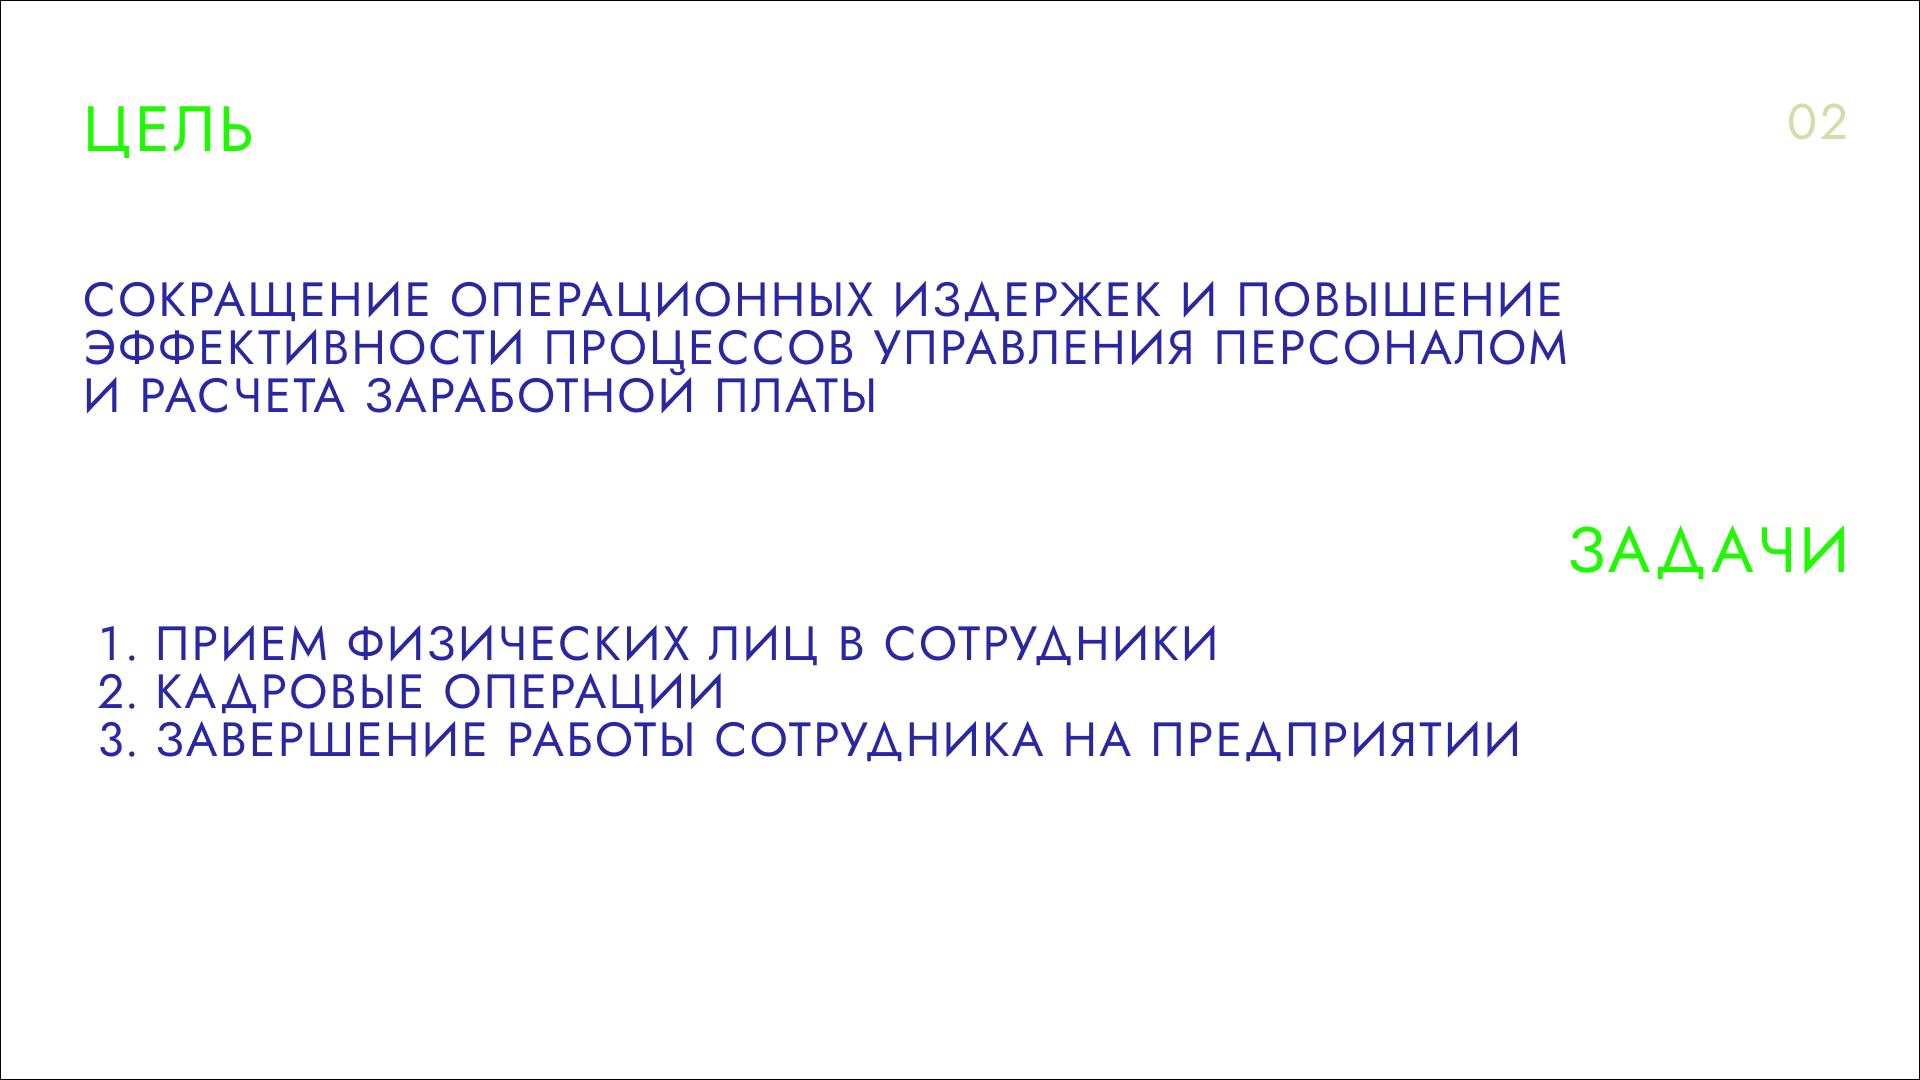 ЦЕЛЬ
02
СОКРАЩЕНИЕ ОПЕРАЦИОННЫХ ИЗДЕРЖЕК И ПОВЫШЕНИЕ
ЭФФЕКТИВНОСТИ ПРОЦЕССОВ УПРАВЛЕНИЯ ПЕРСОНАЛОМ
И РАСЧЕТА ЗАРАБОТНОЙ ПЛАТЫ
ЗАДАЧИ
1. ПРИЕМ ФИЗИЧЕСКИХ ЛИЦ В СОТРУДНИКИ
2. КАДРОВЫЕ ОПЕРАЦИИ
3. ЗАВЕРШЕНИЕ РАБОТЫ СОТРУДНИКА НА ПРЕДПРИЯТИИ